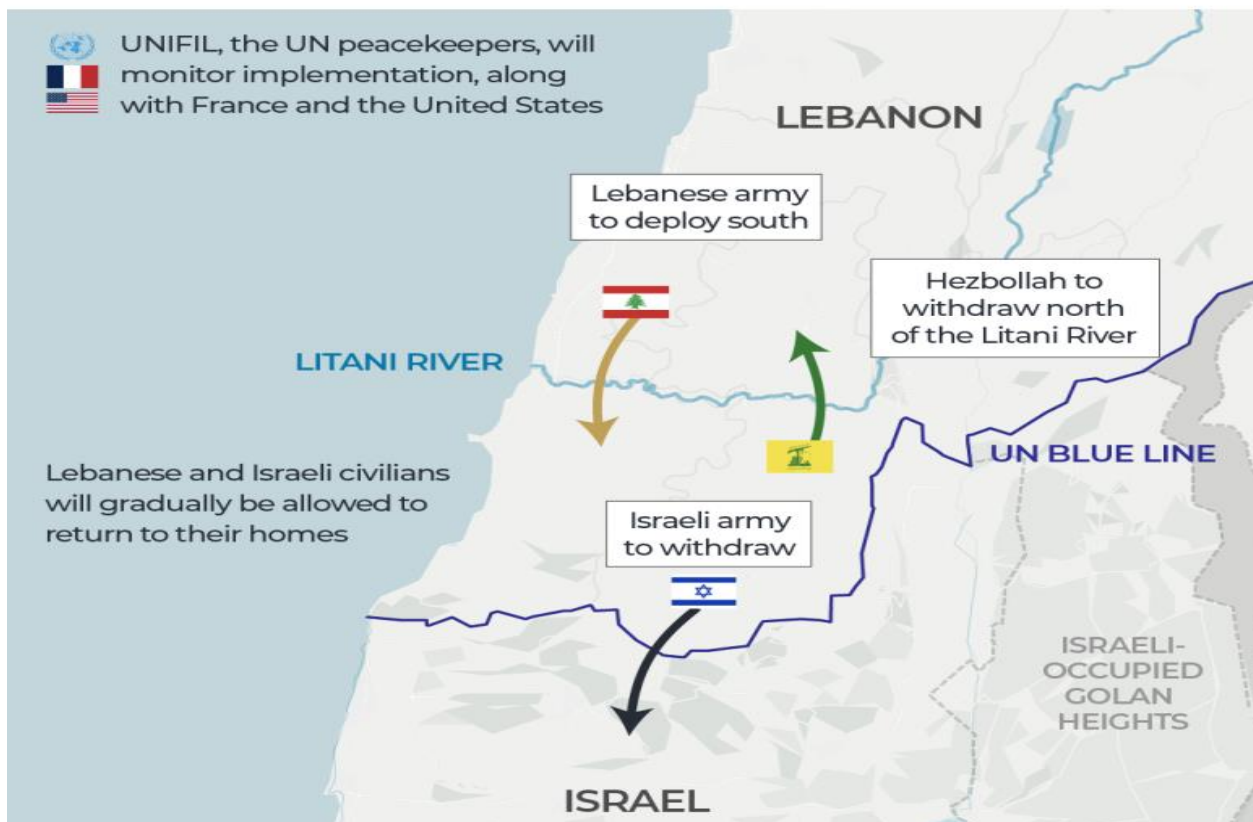 UNIFIL, the UN peacekeepers, will
monitor implementation, along
with France and the United States
LEBANON
Lebanese army
to deploy south
Hezbollah to
withdraw north
of the Litani River
LITANI RIVER
UN BLUE LINE
Lebanese and Israeli civilians
will gradually be allowed to
return to their homes
Israeli army
to withdraw
ISRAELI-
OCCUPIED
GOLAN
HEIGHTS
ISRAEL